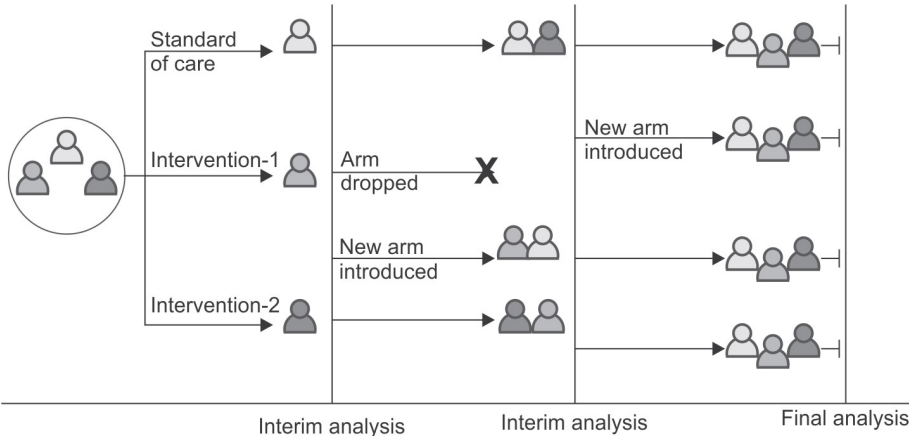 Standard
of care
Intervention-1
Arm
dropped
New arm
introduced
New arm
introduced
Intervention-2
Interim analysis
Interim analysis
Final analysis